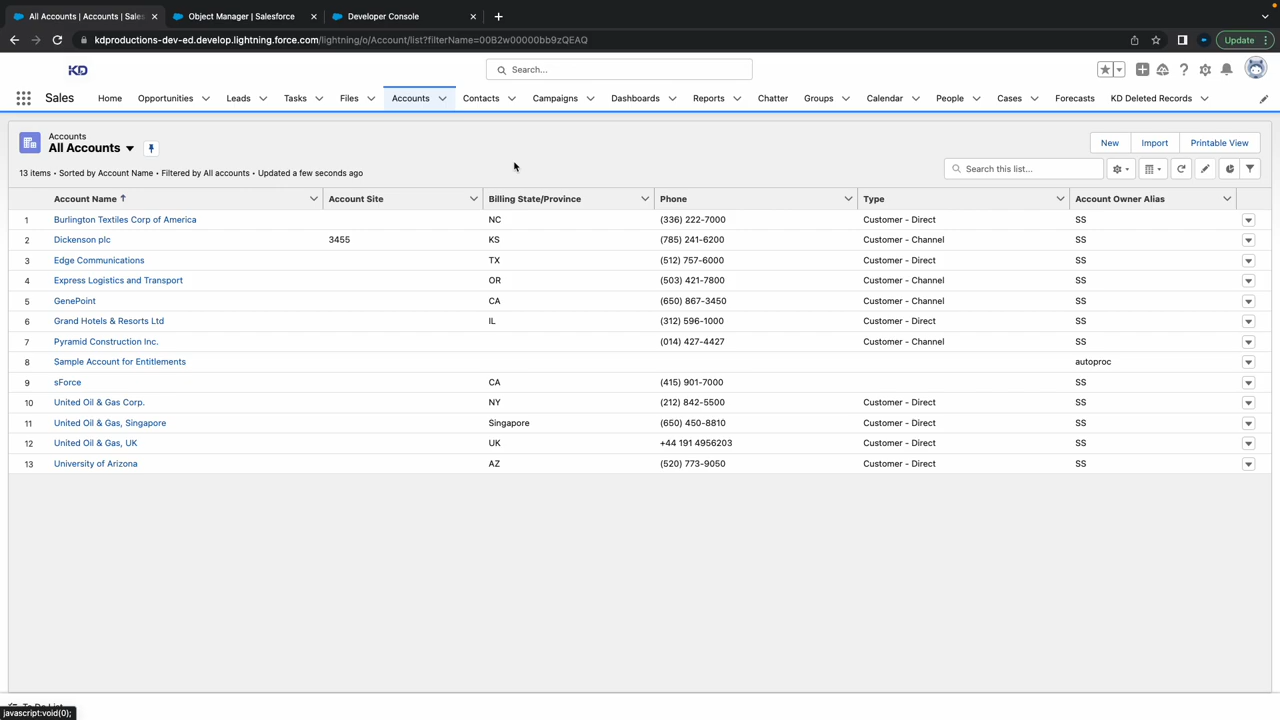 All Accounts | Accounts | Sales
Object Manager | Salesforce
Developer Console
kdproductions-dev-ed.develop.lightning.force.com/lightning/o/Account/list?filterName=00B2w00000bb9zQEAQ
Update
KD
Search...
Sales Home Opportunities Leads Tasks Files Accounts Contacts Campaigns Dashboards Reports Chatter Groups Calendar People Cases Forecasts KD Deleted Records
Accounts
All Accounts
New Import Printable View
13 items • Sorted by Account Name • Filtered by All accounts • Updated a few seconds ago
Search this list...
Account Name Account Site Billing State/Province Phone Type Account Owner Alias
1 Burlington Textiles Corp of America NC (336) 222-7000 Customer - Direct SS
2 Dickenson plc 3455 KS (785) 241-6200 Customer - Channel SS
3 Edge Communications TX (512) 757-6000 Customer - Direct SS
4 Express Logistics and Transport OR (503) 421-7800 Customer - Channel SS
5 GenePoint CA (650) 867-3450 Customer - Channel SS
6 Grand Hotels & Resorts Ltd IL (312) 596-1000 Customer - Direct SS
7 Pyramid Construction Inc. (014) 427-4427 Customer - Channel SS
8 Sample Account for Entitlements autoproc
9 sForce CA (415) 901-7000 SS
10 United Oil & Gas Corp. NY (212) 842-5500 Customer - Direct SS
11 United Oil & Gas, Singapore Singapore (650) 450-8810 Customer - Direct SS
12 United Oil & Gas, UK UK +44 191 4956203 Customer - Direct SS
13 University of Arizona AZ (520) 773-9050 Customer - Direct SS
javascript:void(0);